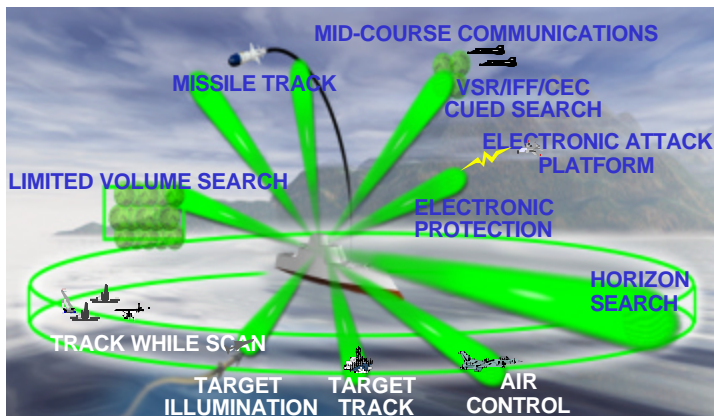 MID-COURSE COMMUNICATIONS
MISSILE TRACK
VSR/IFF/CEC
CUED SEARCH
ELECTRONIC ATTACK
PLATFORM
LIMITED VOLUME SEARCH
ELECTRONIC
PROTECTION
HORIZON
SEARCH
TRACK WHILE SCAN
TARGET
ILLUMINATION
TARGET
TRACK
AIR
CONTROL